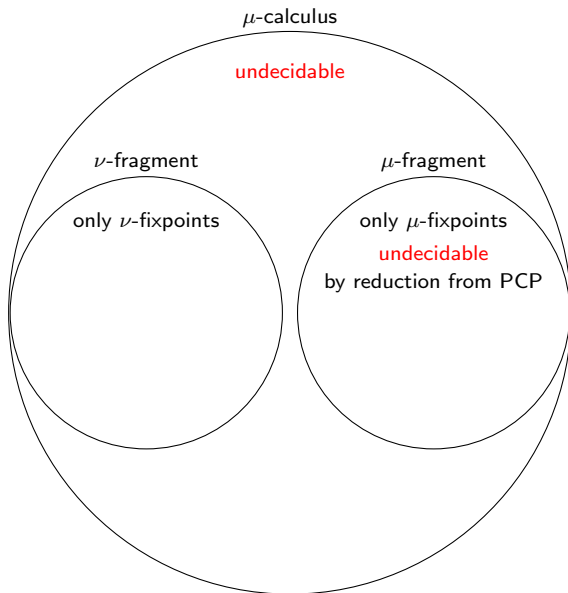 μ-calculus
undecidable
ν-fragment
μ-fragment
only ν-fixpoints
only μ-fixpoints
undecidable
by reduction from PCP